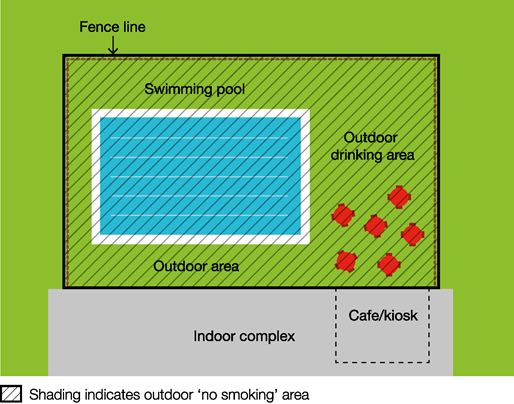 Fence line
Swimming pool
Outdoor
drinking area
Outdoor area
Cafe/kiosk
Indoor complex
Shading indicates outdoor ‘no smoking’ area